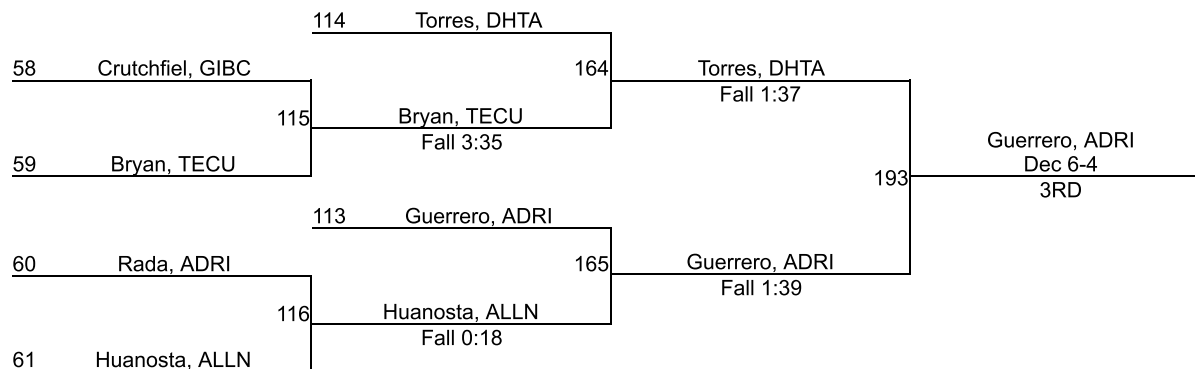 114 Torres, DHTA
58 Crutchfiel, GIBC
164 Torres, DHTA
Fall 1:37
115 Bryan, TECU
Fall 3:35
59 Bryan, TECU
Guerrero, ADRI
Dec 6-4
193
3RD
113 Guerrero, ADRI
60 Rada, ADRI
165 Guerrero, ADRI
Fall 1:39
116 Huanosta, ALLN
Fall 0:18
61 Huanosta, ALLN